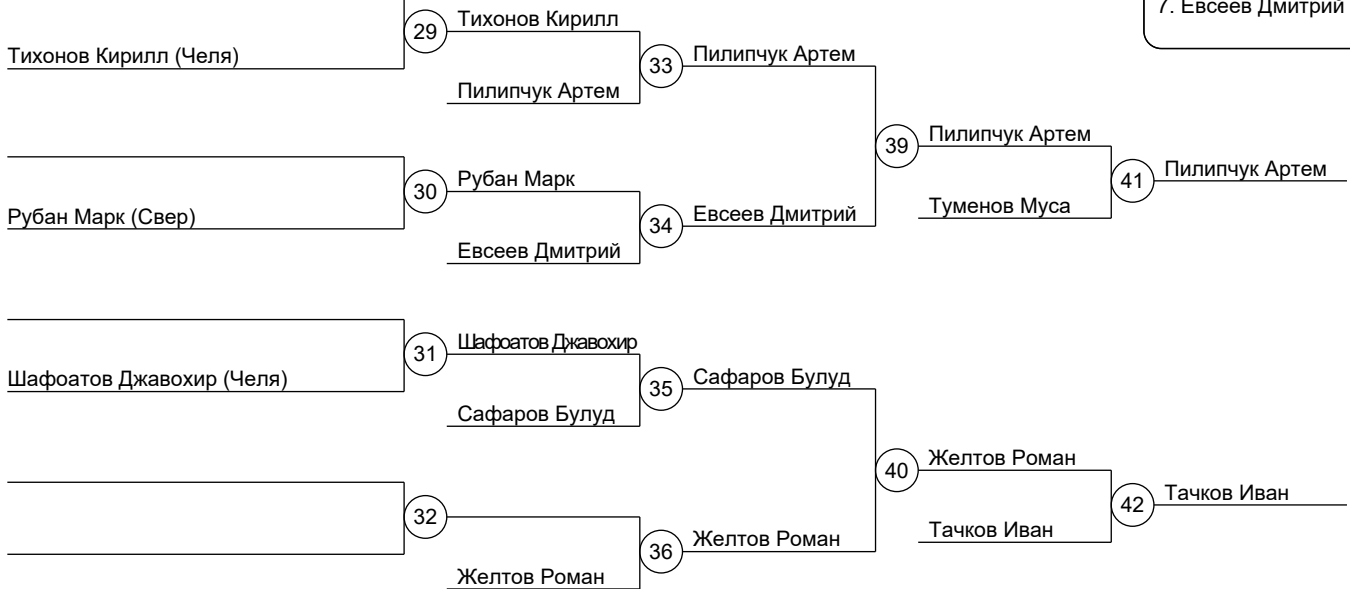 7. Евсеев Дмитрий
Тихонов Кирилл
29
Тихонов Кирилл (Челя)
Пилипчук Артем
33
Пилипчук Артем
Пилипчук Артем
39
Рубан Марк
30
Пилипчук Артем
41
Рубан Марк (Свер)
Евсеев Дмитрий
34
Туменов Муса
Евсеев Дмитрий
Шафоатов Джавохир
31
Шафоатов Джавохир (Челя)
Сафаров Булуд
35
Сафаров Булуд
Желтов Роман
40
Тачков Иван
42
32
Тачков Иван
Желтов Роман
36
Желтов Роман